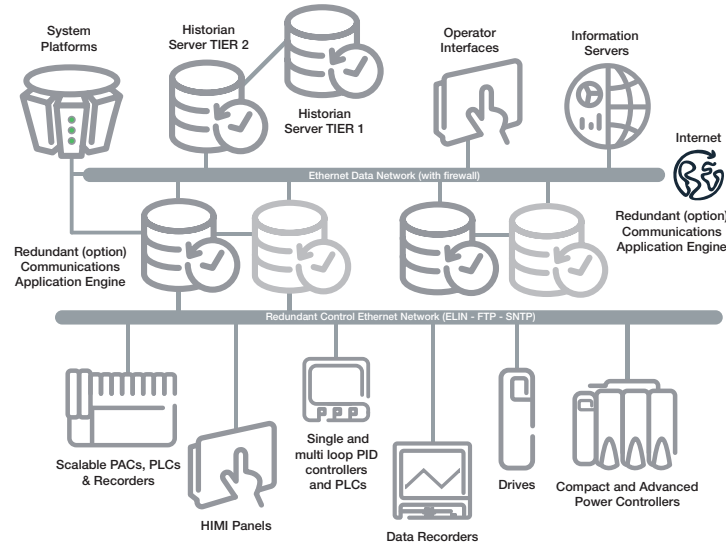 System
Platforms
Historian
Server TIER 2
Historian
Server TIER 1
Operator
Interfaces
Information
Servers
Internet
Ethernet Data Network (with firewall)
Redundant (option)
Communications
Application Engine
Redundant (option)
Communications
Application Engine
Redundant Control Ethernet Network (ELIN - FTP - SNTP)
Scalable PACs, PLCs
& Recorders
HIMI Panels
Single and
multi loop PID
controllers
and PLCs
Data Recorders
Drives
Compact and Advanced
Power Controllers